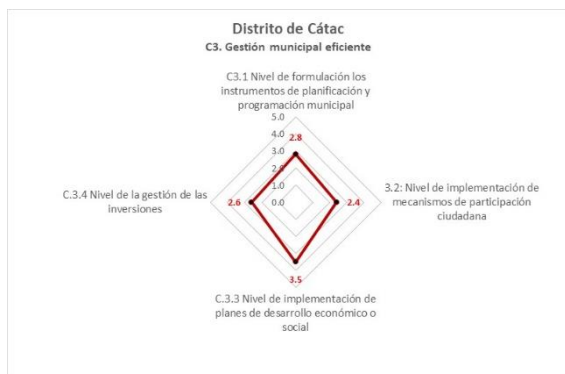 Distrito de Cátac
C3. Gestión municipal eficiente
C3.1 Nivel de formulación los
instrumentos de planificación y
programación municipal
5.0
4.0
3.0
2.0
1.0
0.0
2.8
3.2: Nivel de implementación de
mecanismos de participación
ciudadana
2.4
C.3.4 Nivel de la gestión de las
inversiones
2.6
3.5
C.3.3 Nivel de implementación de
planes de desarrollo económico o
social